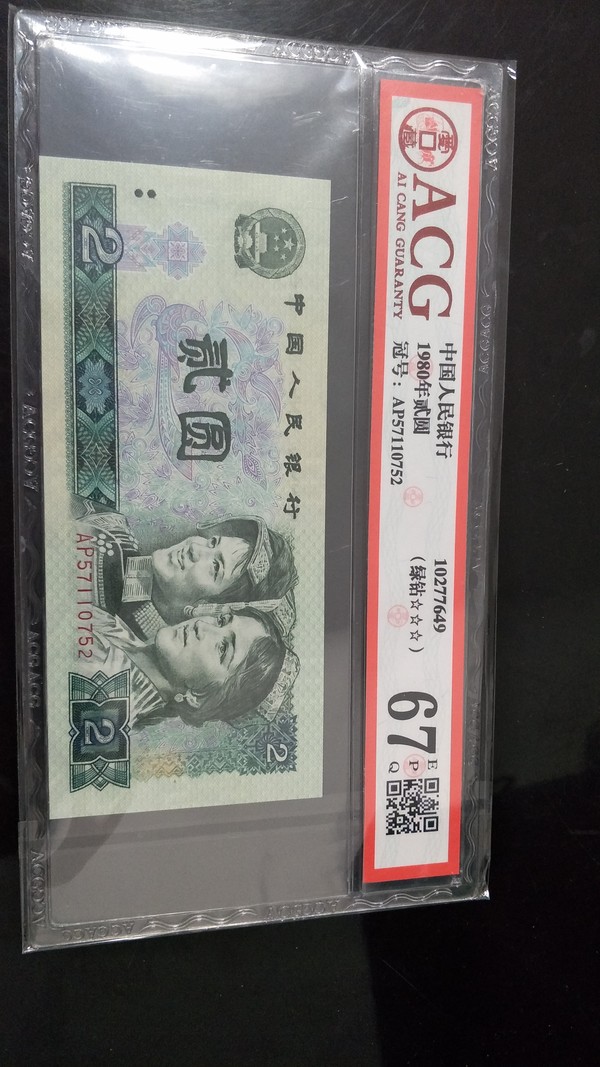 ACG
AI CANG GUARANTY
中国人民银行
1980年贰圆
冠号：AP57110752
10277649
（绿钻☆☆☆）
67
E
P
Q
中国人民银行
贰圆
2
AP57110752
2
2